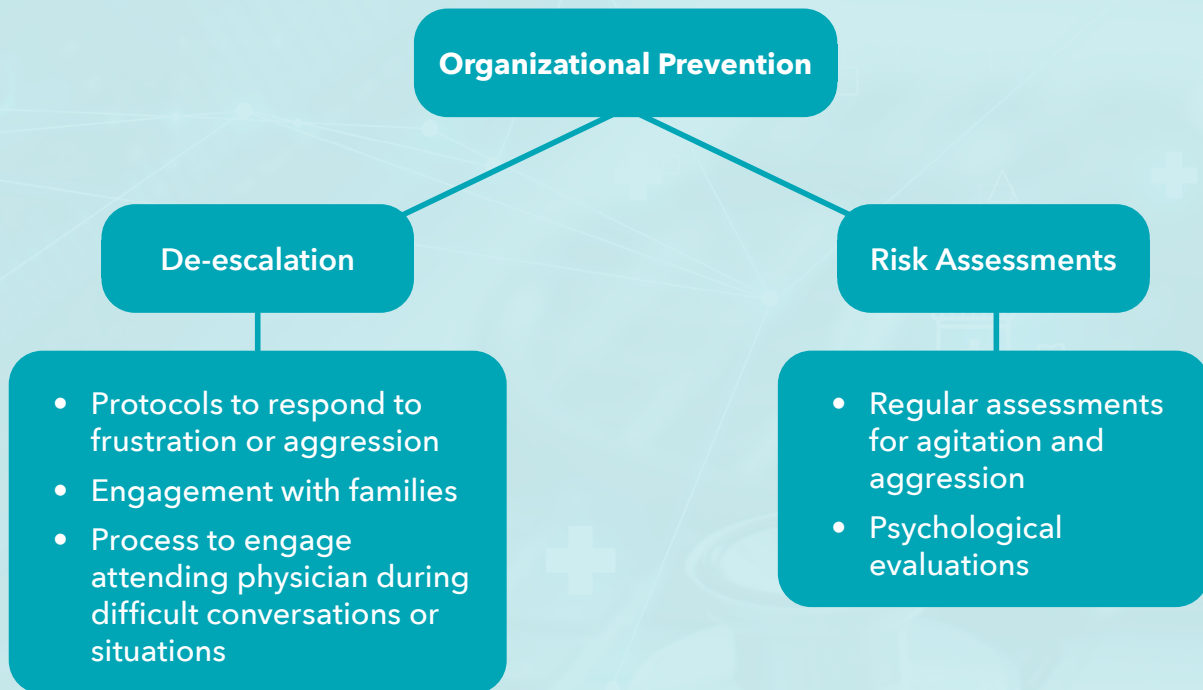 Organizational Prevention
De-escalation
• Protocols to respond to
frustration or aggression
• Engagement with families
• Process to engage
attending physician during
difficult conversations or
situations
Risk Assessments
• Regular assessments
for agitation and
aggression
• Psychological
evaluations